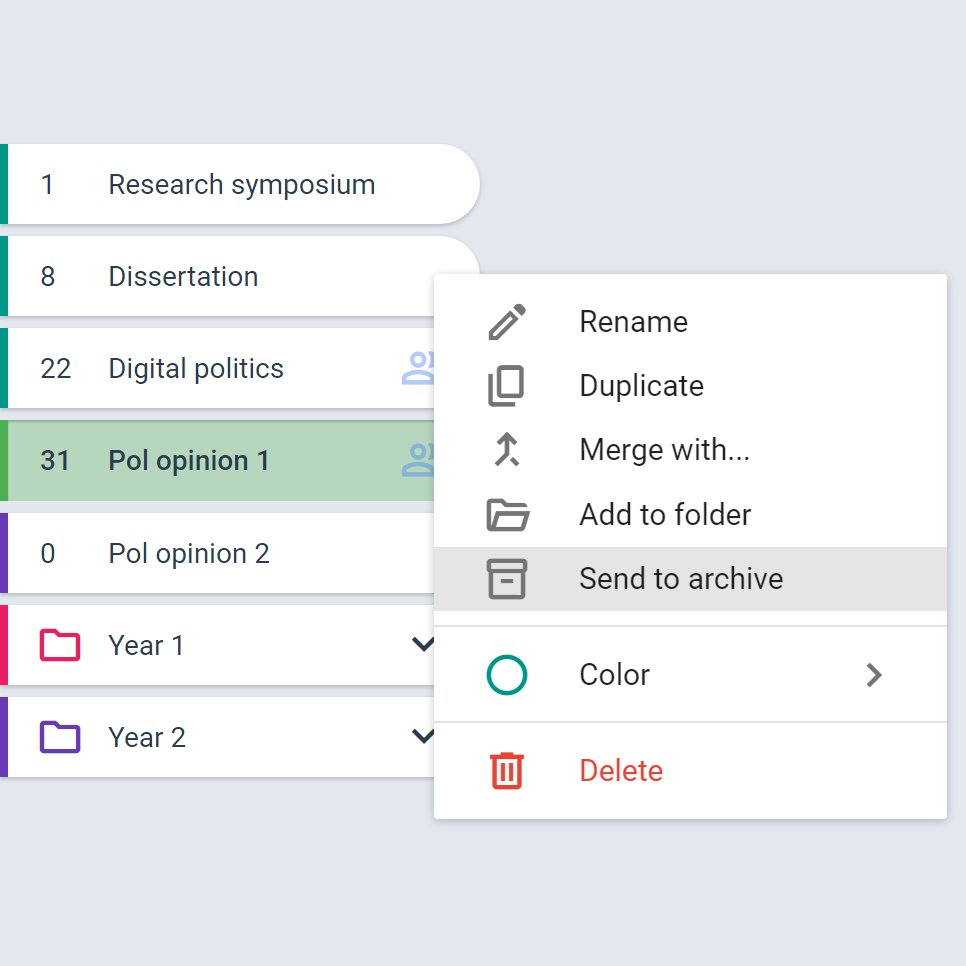 1 Research symposium
8 Dissertation
22 Digital politics
31 Pol opinion 1
0 Pol opinion 2
Year 1
Year 2
Rename
Duplicate
Merge with...
Add to folder
Send to archive
Color
Delete